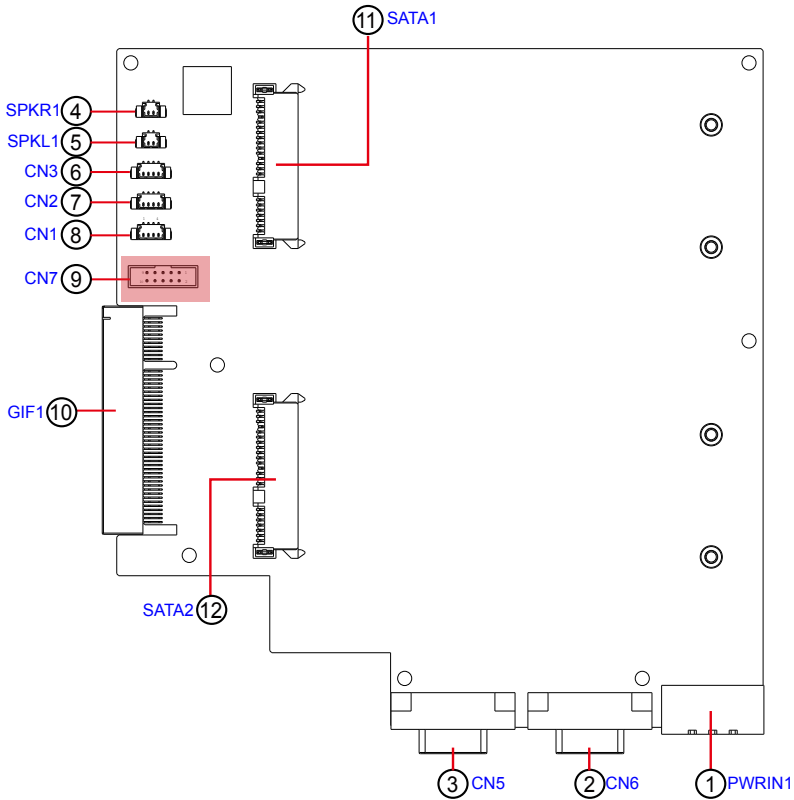 11 SATA1
SPKR1 4
SPKL1 5
CN3 6
CN2 7
CN1 8
CN7 9
GIF1 10
SATA2 12
3 CN5
2 CN6
1 PWRIN1